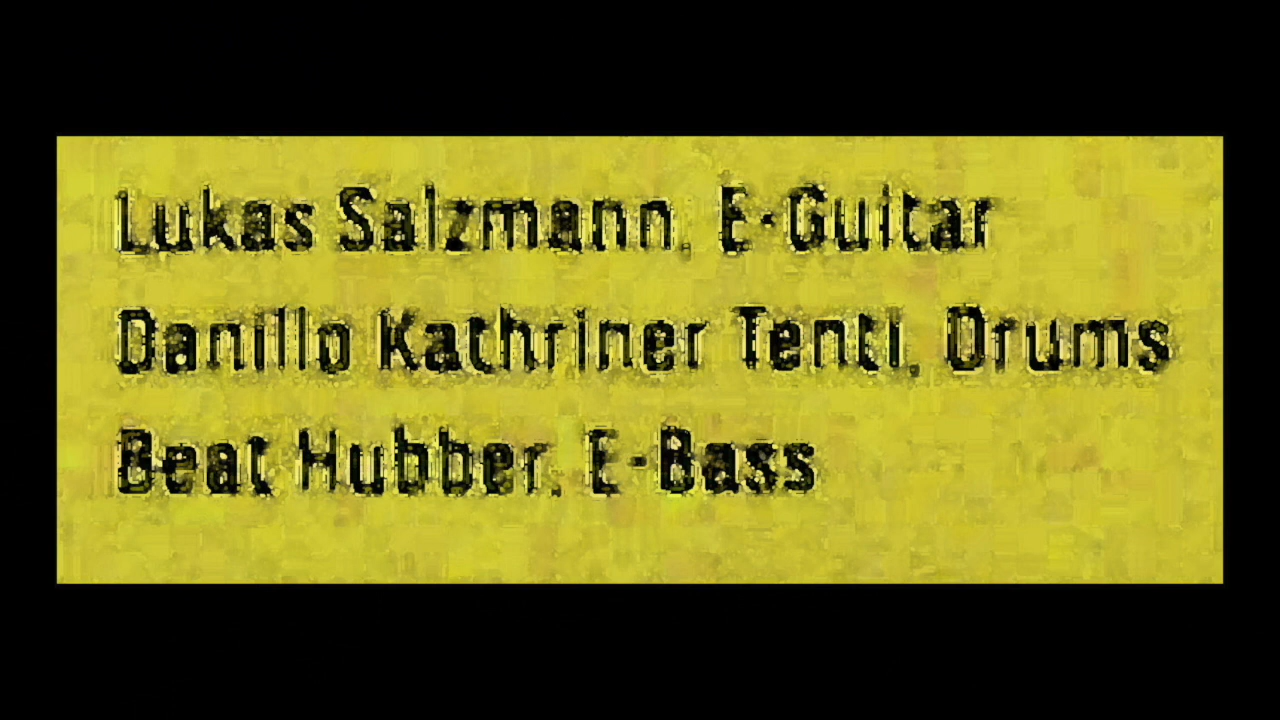 Lukas Salzmann, E-Guitar
Danillo Kathriner Tenti, Drums
Beat Hubber, E-Bass